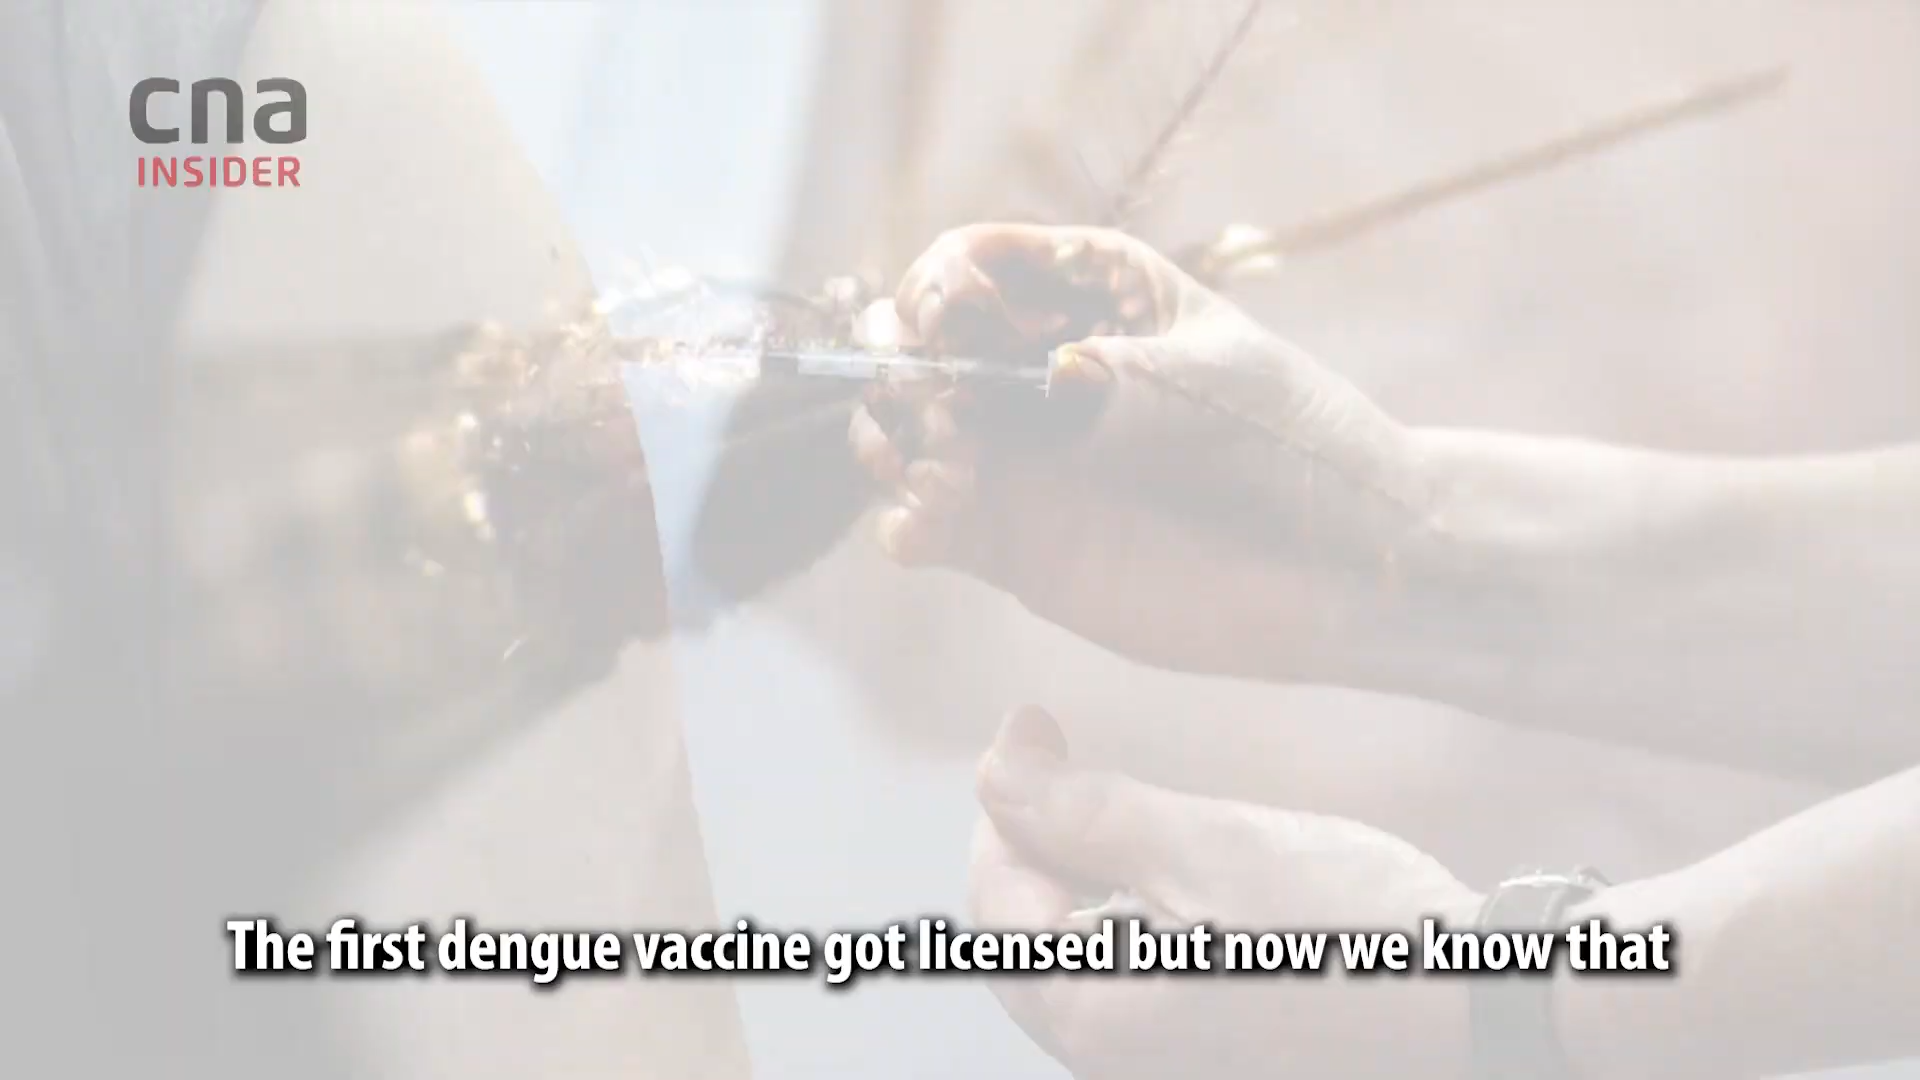 cna
INSIDER
The first dengue vaccine got licensed but now we know that